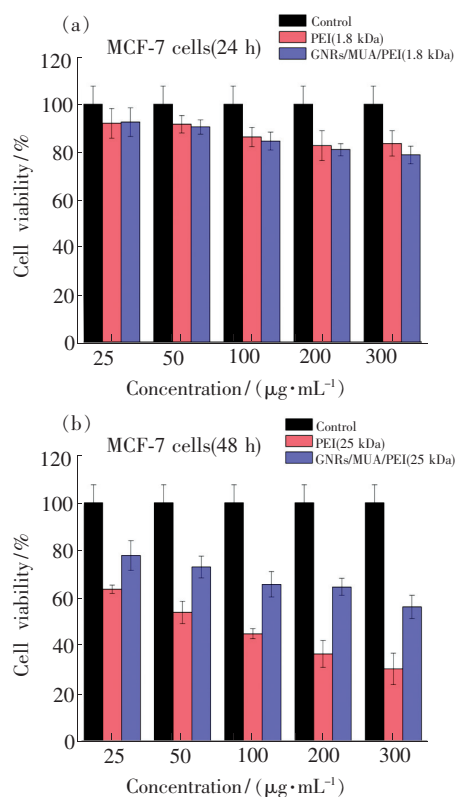 (a)
Control
MCF-7 cells(24 h)
PEI(1.8 kDa)
GNRs/MUA/PEI(1.8 kDa)
120
100
80
60
40
20
0
Cell viability/%
25 50 100 200 300
Concentration/(μg·mL⁻¹)
(b)
Control
MCF-7 cells(48 h)
PEI(25 kDa)
GNRs/MUA/PEI(25 kDa)
120
100
80
60
40
20
0
Cell viability/%
25 50 100 200 300
Concentration/(μg·mL⁻¹)